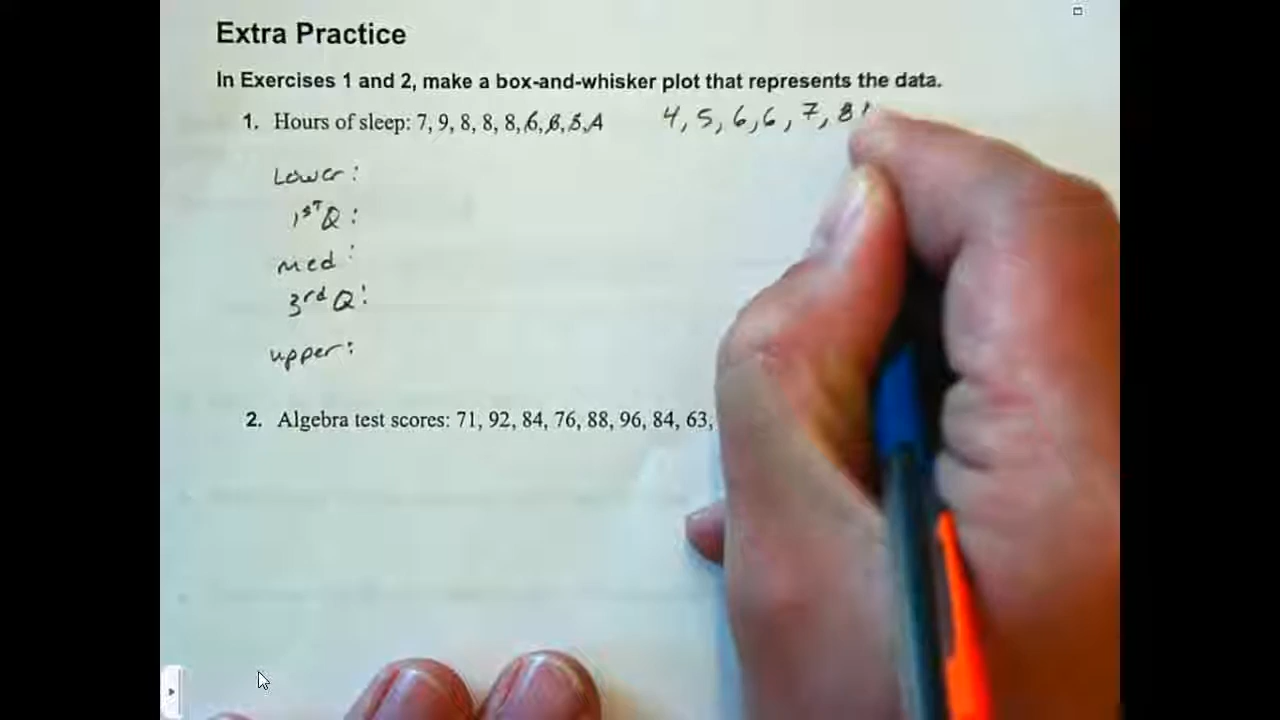 Extra Practice
In Exercises 1 and 2, make a box-and-whisker plot that represents the data.
1. Hours of sleep: 7, 9, 8, 8, 8, 6, 6, 5, 4
4, 5, 6, 6, 7, 8
Lower:
1ST Q:
med:
3rd Q:
upper:
2. Algebra test scores: 71, 92, 84, 76, 88, 96, 84, 63,